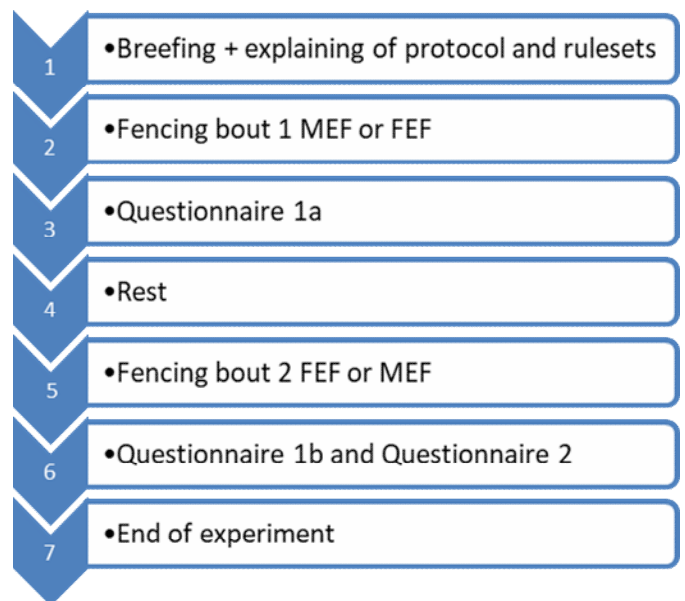 1
•Breefing + explaining of protocol and rulesets
2
•Fencing bout 1 MEF or FEF
3
•Questionnaire 1a
4
•Rest
5
•Fencing bout 2 FEF or MEF
6
•Questionnaire 1b and Questionnaire 2
7
•End of experiment